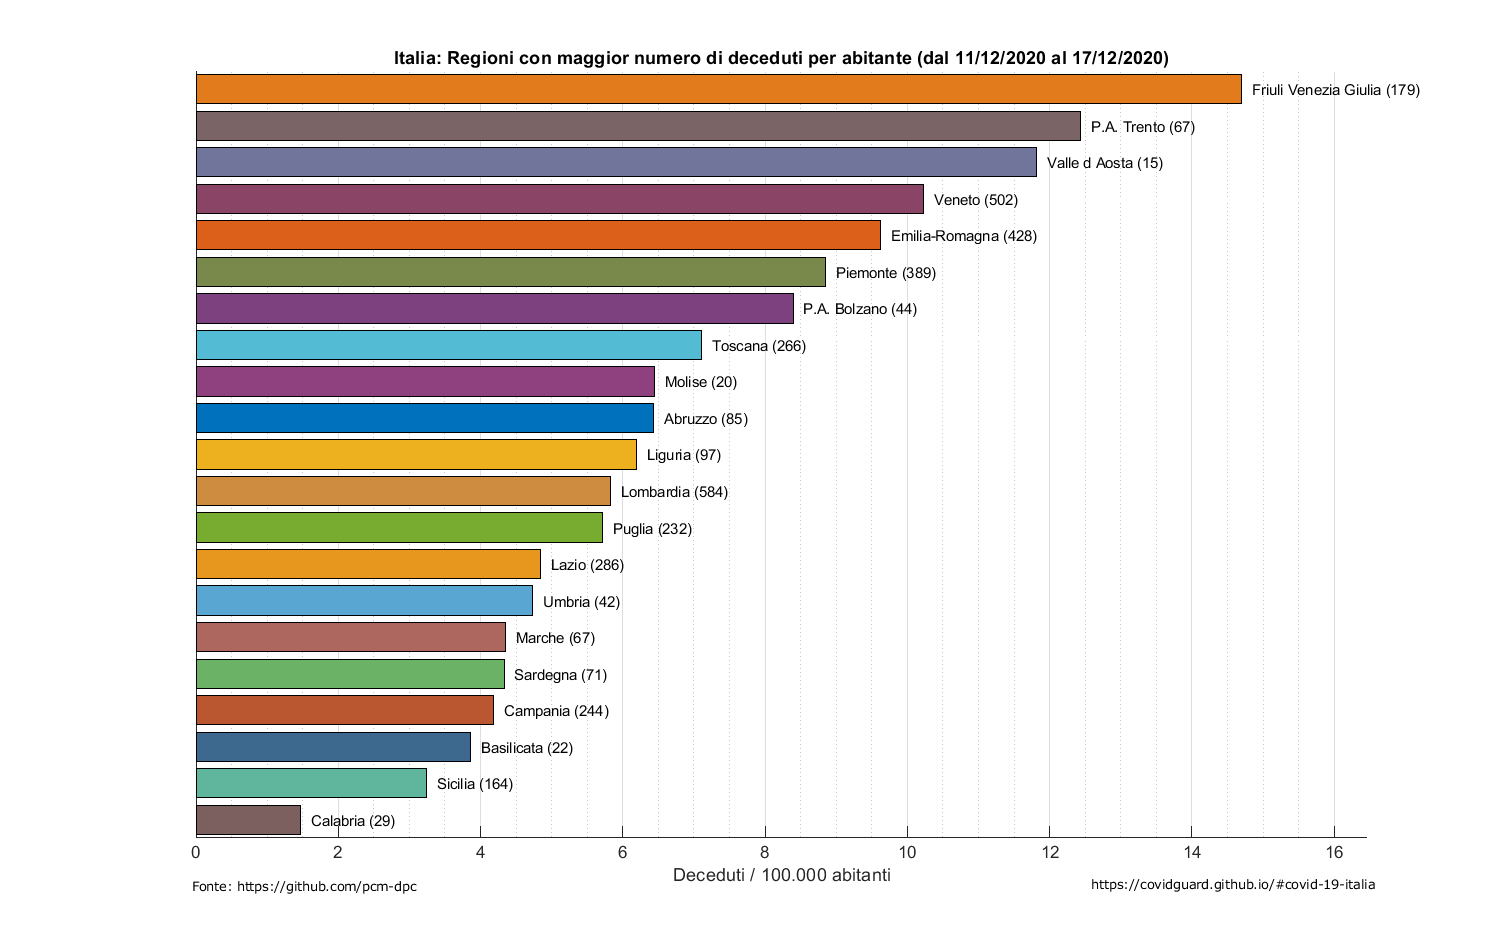 Italia: Regioni con maggior numero di deceduti per abitante (dal 11/12/2020 al 17/12/2020)
Friuli Venezia Giulia (179)
P.A. Trento (67)
Valle d Aosta (15)
Veneto (502)
Emilia-Romagna (428)
Piemonte (389)
P.A. Bolzano (44)
Toscana (266)
Molise (20)
Abruzzo (85)
Liguria (97)
Lombardia (584)
Puglia (232)
Lazio (286)
Umbria (42)
Marche (67)
Sardegna (71)
Campania (244)
Basilicata (22)
Sicilia (164)
Calabria (29)
0 2 4 6 8 10 12 14 16
Deceduti / 100.000 abitanti
Fonte: https://github.com/pcm-dpc
https://covidguard.github.io/#covid-19-italia